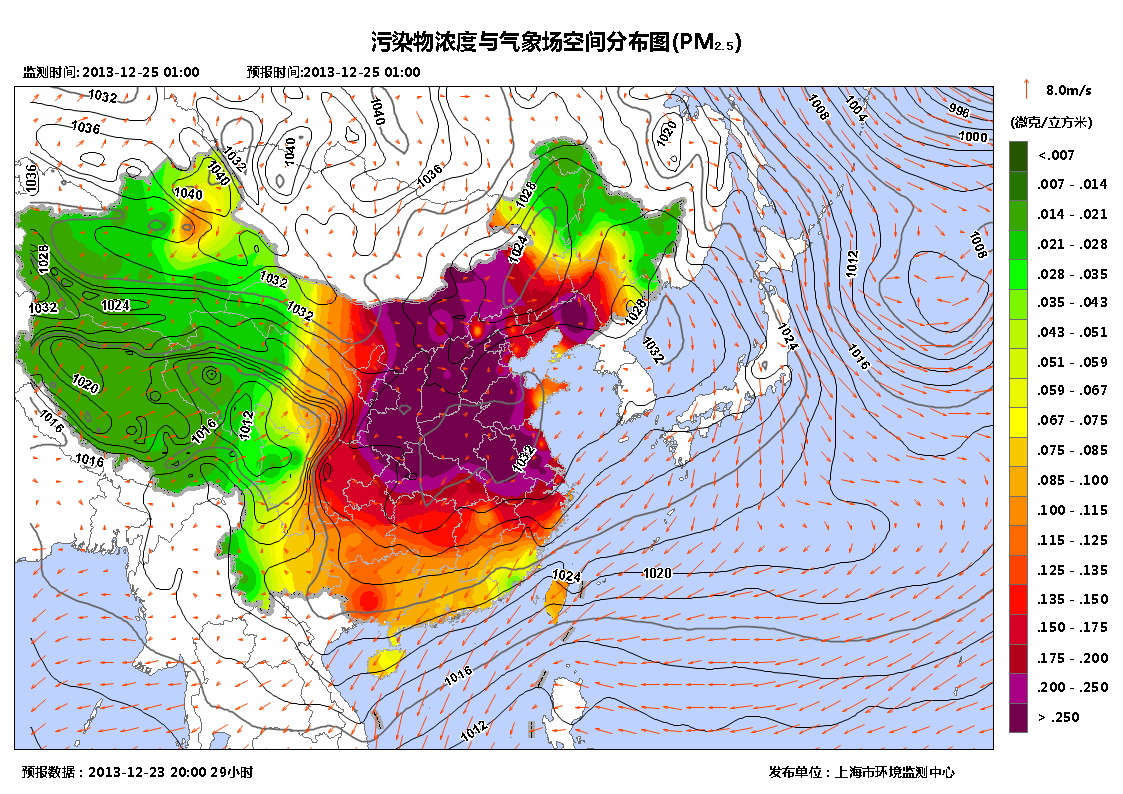 污染物浓度与气象场空间分布图(PM2.5)
监测时间:2013-12-25 01:00 预报时间:2013-12-25 01:00
8.0m/s
(微克/立方米)
<.007
.007 - .014
.014 - .021
.021 - .028
.028 - .035
.035 - .043
.043 - .051
.051 - .059
.059 - .067
.067 - .075
.075 - .085
.085 - .100
.100 - .115
.115 - .125
.125 - .135
.135 - .150
.150 - .175
.175 - .200
.200 - .250
> .250
1032
1040
1008
1004
996
1000
1036
1020
1032
1040
1040
1036
1036
1040
1028
1024
1008
1028
1012
1032
1032
1024
1032
1028
1024
1032
1016
1020
1012
1016
1016
1016
1032
1024
1020
1016
1012
预报数据：2013-12-23 20:00 29小时
发布单位：上海市环境监测中心